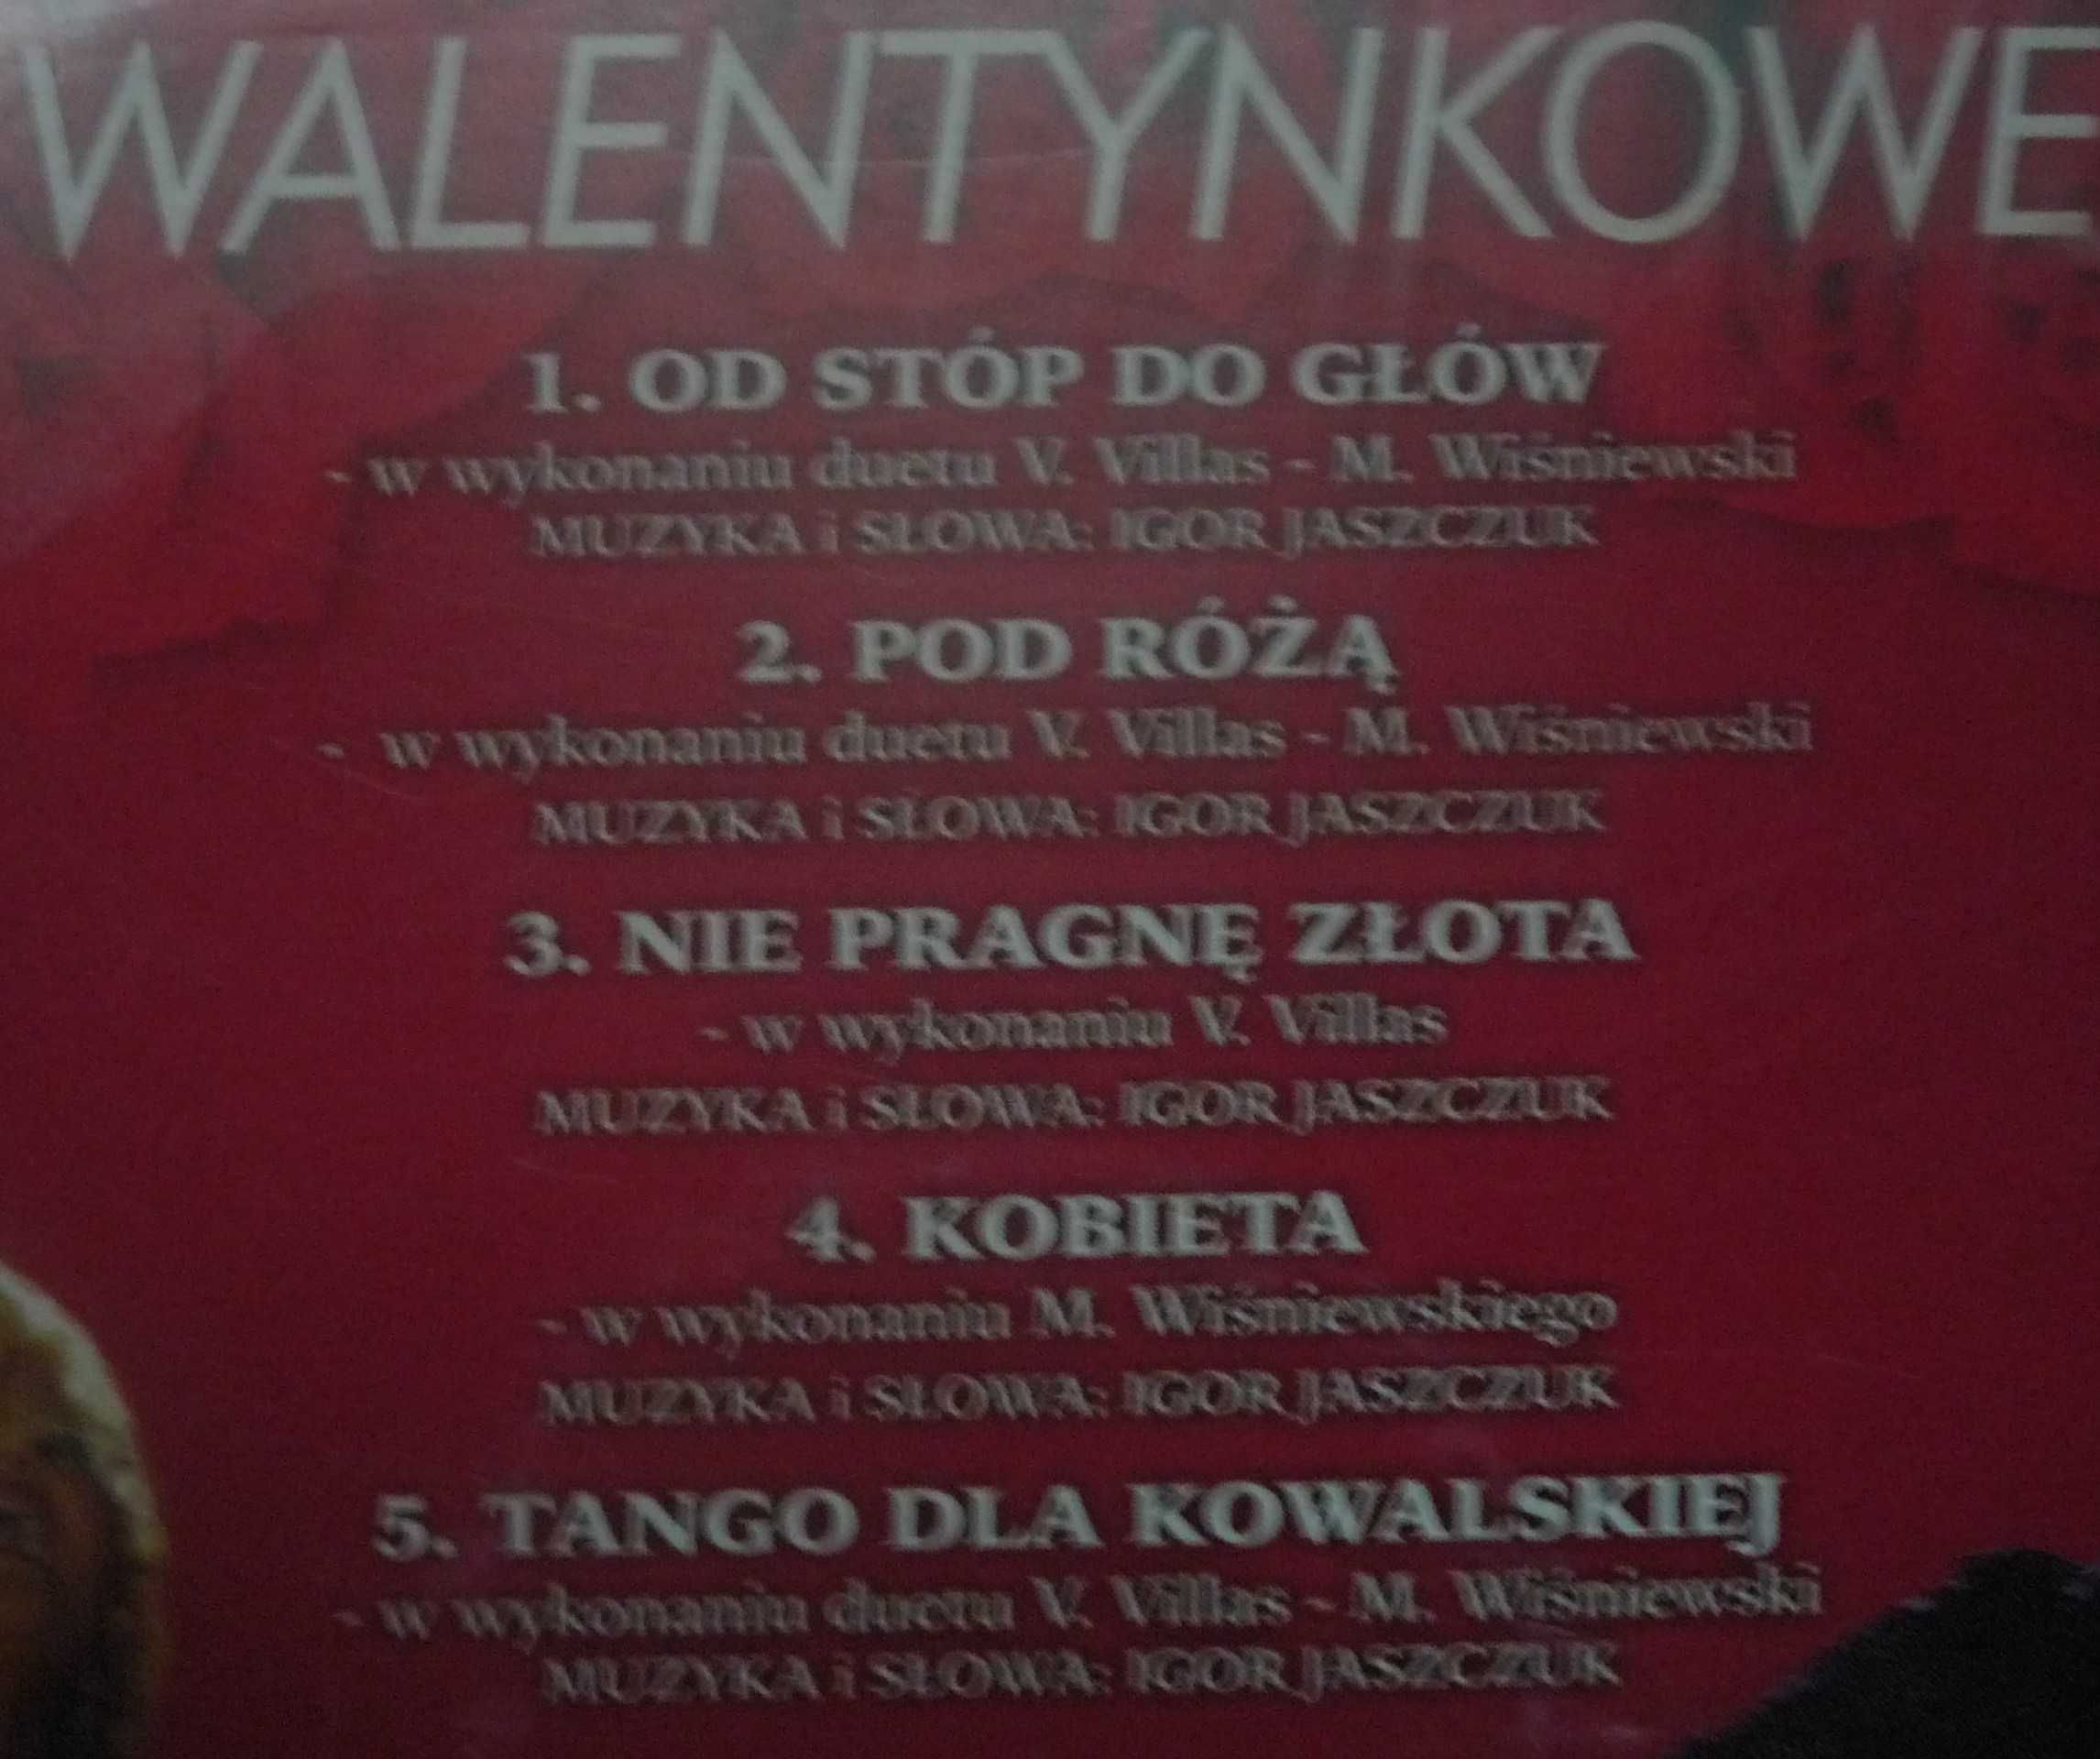 WALENTYNKOWE
1. OD STÓP DO GŁÓW
- w wykonaniu duetu V. Villas - M. Wiśniewski
MUZYKA i SŁOWA: IGOR JASZCZUK
2. POD RÓŻĄ
- w wykonaniu duetu V. Villas - M. Wiśniewski
MUZYKA i SŁOWA: IGOR JASZCZUK
3. NIE PRAGNĘ ZŁOTA
- w wykonaniu V. Villas
MUZYKA i SŁOWA: IGOR JASZCZUK
4. KOBIETA
- w wykonaniu M. Wiśniewskiego
MUZYKA i SŁOWA: IGOR JASZCZUK
5. TANGO DLA KOWALSKIEJ
- w wykonaniu duetu V. Villas - M. Wiśniewski
MUZYKA i SŁOWA: IGOR JASZCZUK